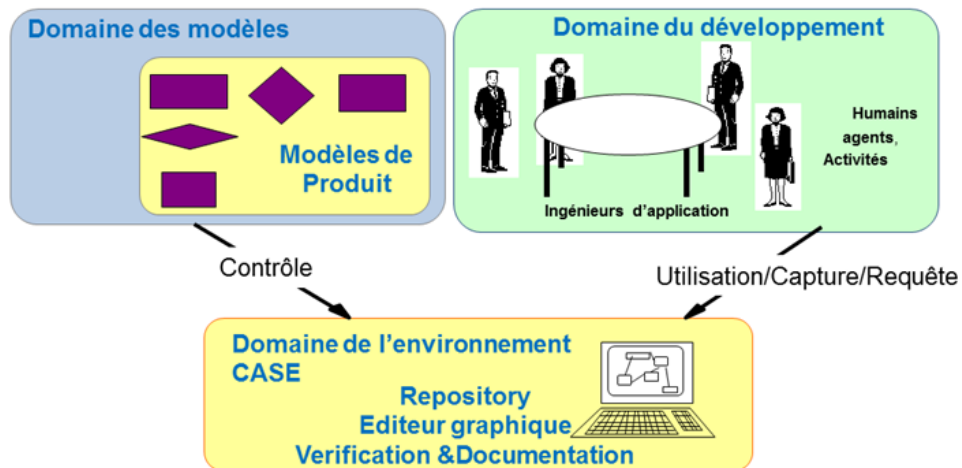 Domaine des modèles
Modèles de
Produit
Domaine du développement
Humains
agents,
Activités
Ingénieurs d'application
Contrôle
Utilisation/Capture/Requête
Domaine de l'environnement
CASE
Repository
Editeur graphique
Verification &Documentation